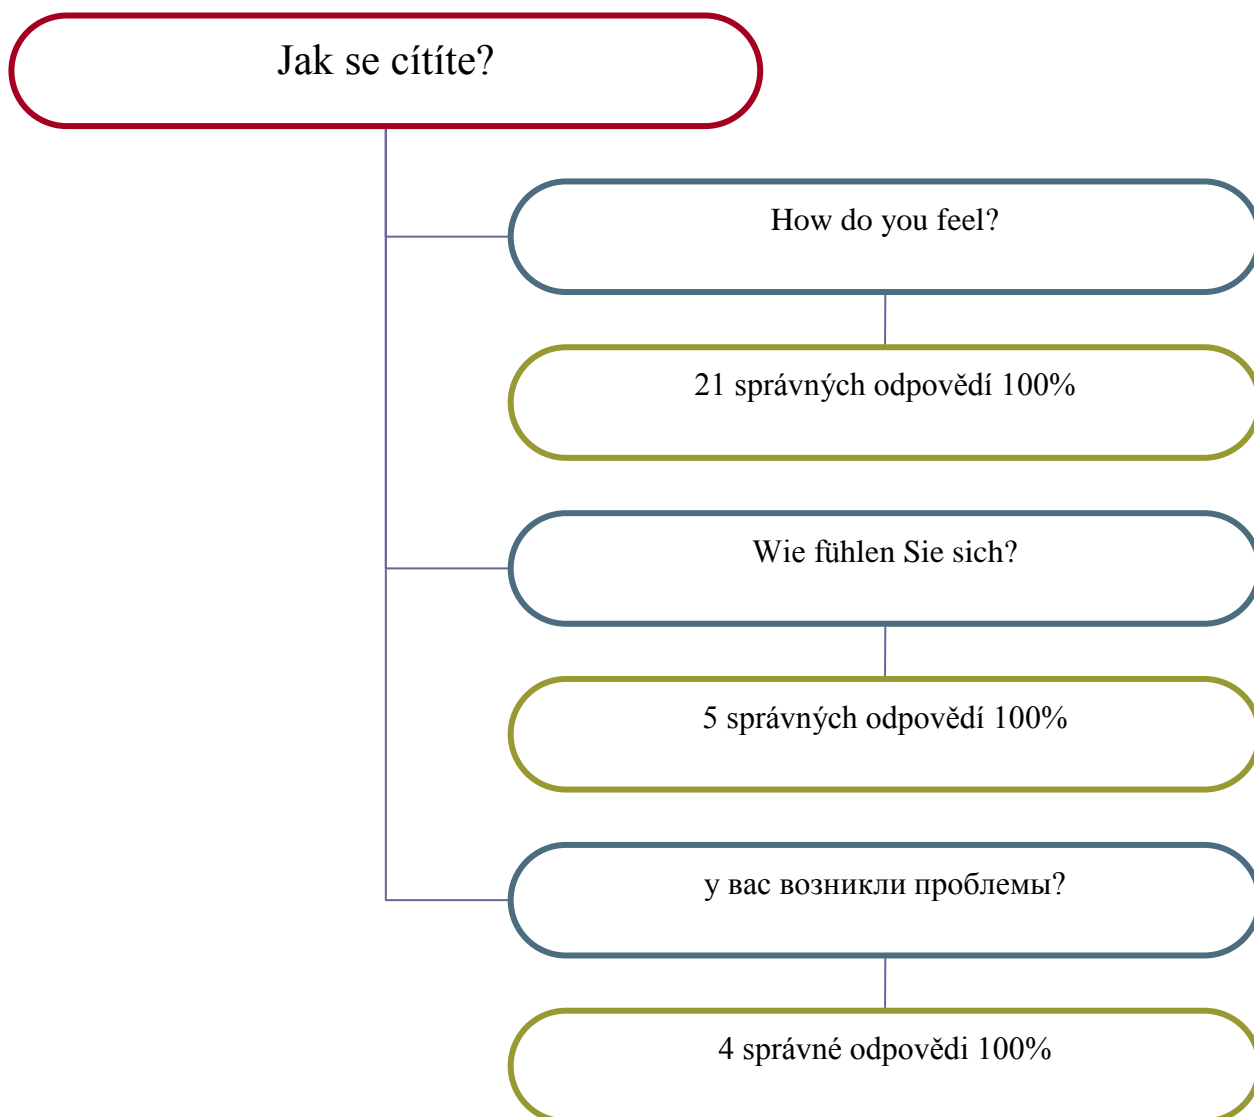 Jak se cítíte?
How do you feel?
21 správných odpovědí 100%
Wie fühlen Sie sich?
5 správných odpovědí 100%
у вас возникли проблемы?
4 správné odpovědi 100%